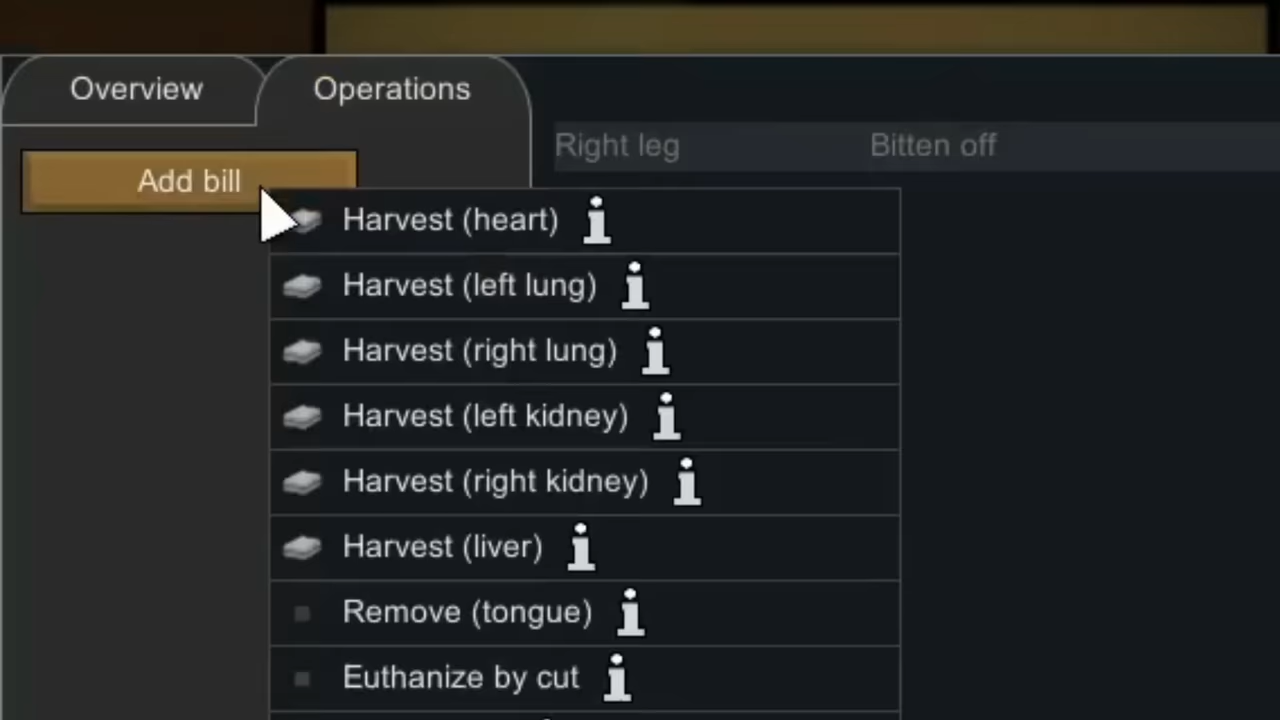 Overview Operations
Right leg Bitten off
Add bill
Harvest (heart)
Harvest (left lung)
Harvest (right lung)
Harvest (left kidney)
Harvest (right kidney)
Harvest (liver)
Remove (tongue)
Euthanize by cut